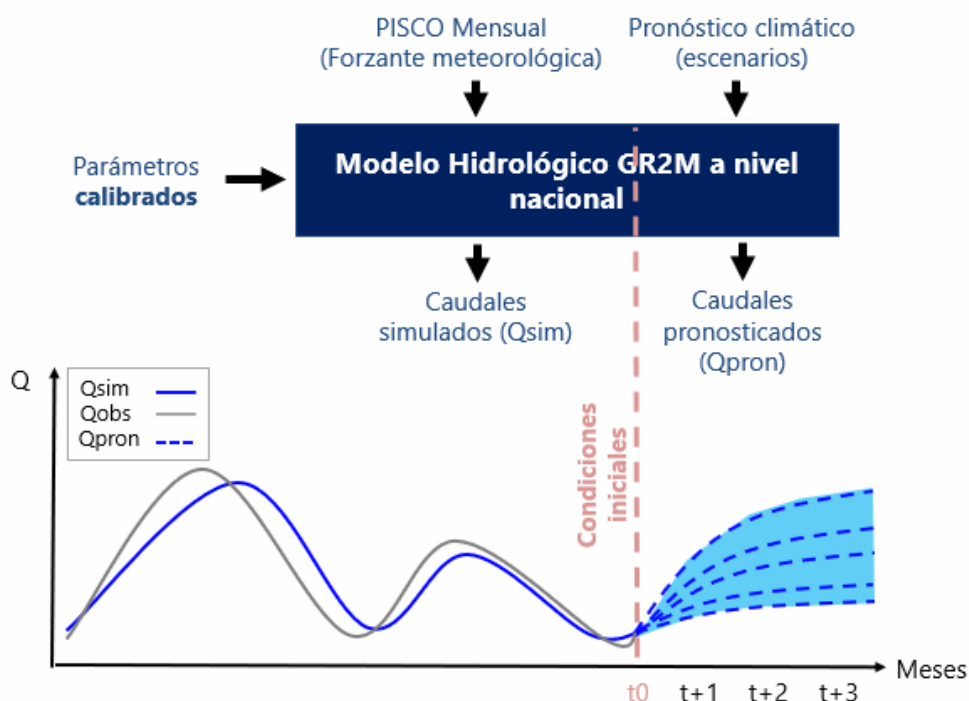 PISCO Mensual
(Forzante meteorológica)
Pronóstico climático
(escenarios)
Parámetros
calibrados
Modelo Hidrológico GR2M a nivel
nacional
Caudales
simulados (Qsim)
Caudales
pronosticados
(Qpron)
Q
Qsim
Qobs
Qpron
Condiciones
iniciales
Meses
t0 t+1 t+2 t+3